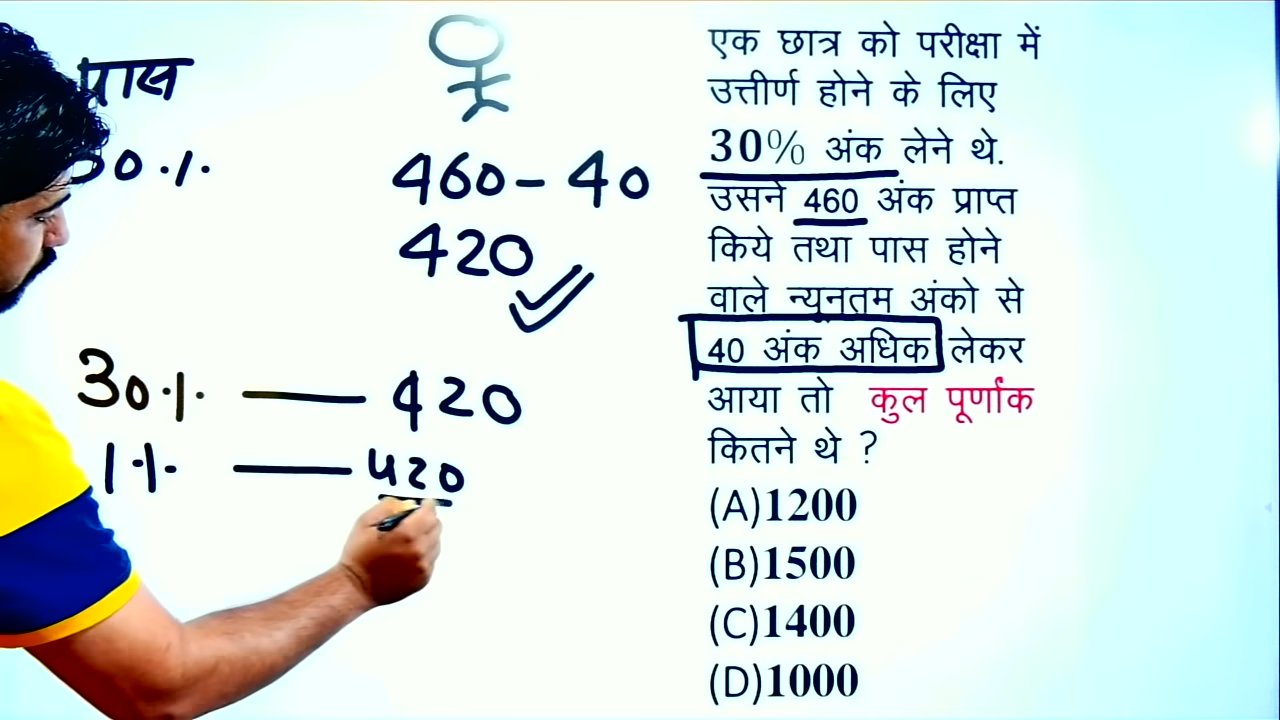 पास
30%
460 - 40
420
30% — 420
1% — 420
एक छात्र को परीक्षा में
उत्तीर्ण होने के लिए
30% अंक लेने थे.
उसने 460 अंक प्राप्त
किये तथा पास होने
वाले न्यूनतम अंको से
40 अंक अधिक लेकर
आया तो कुल पूर्णांक
कितने थे ?
(A)1200
(B)1500
(C)1400
(D)1000